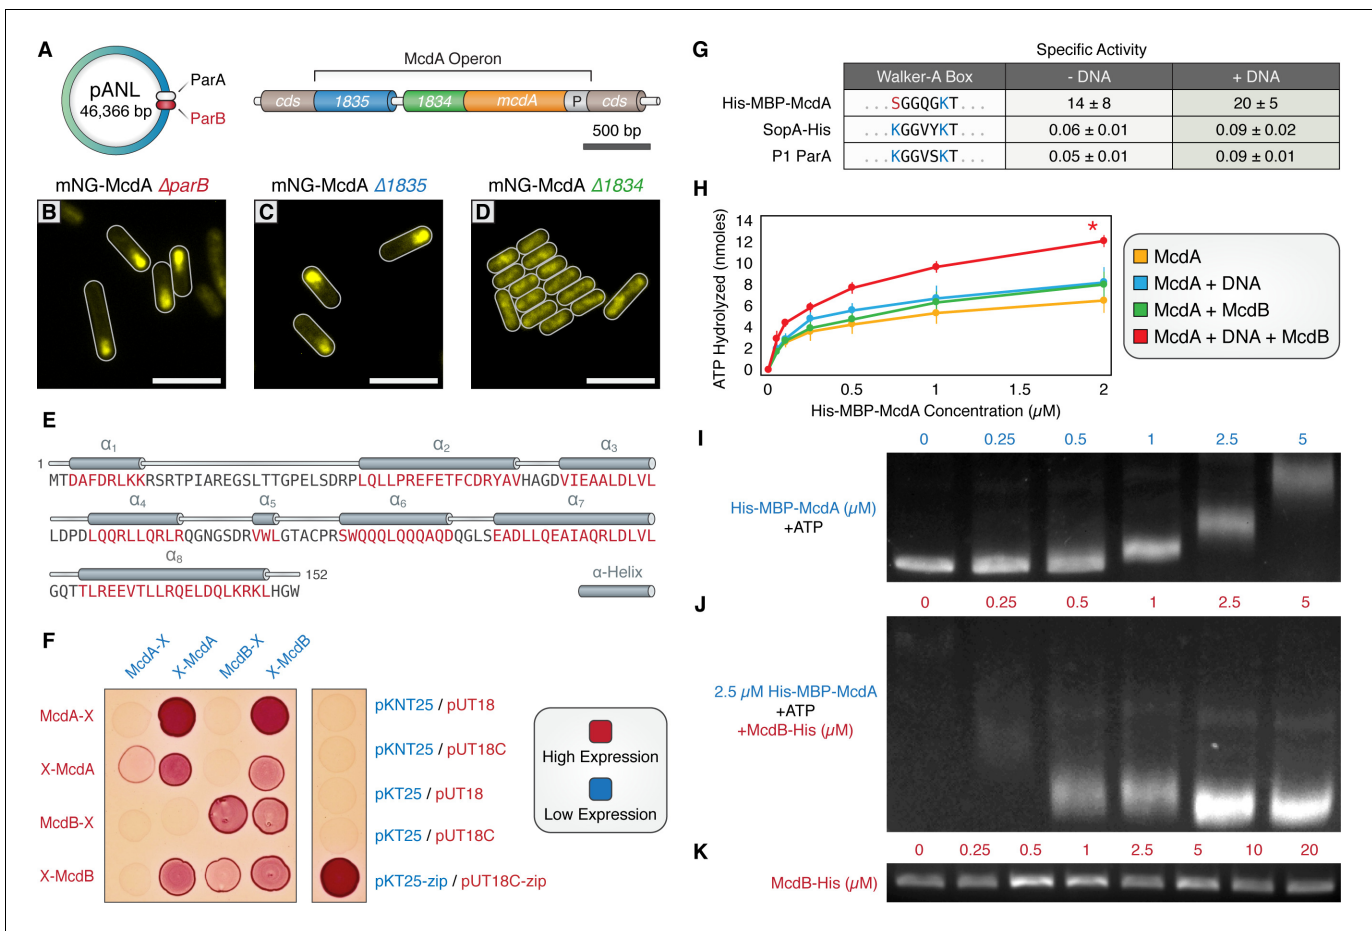 A
pANL
46,366 bp
ParA
ParB
McdA Operon
cds 1835 1834 mcdA P cds
500 bp
mNG-McdA ΔparB
mNG-McdA Δ1835
mNG-McdA Δ1834
B
C
D
E
α1 α2 α3
1
MTDAFDRLKKRSRTPIAREGSLTTGPELSDRPLQLLPREFETFCDRYAVHAGDVIEAALDLVL
α4 α5 α6 α7
LDPDLQQRLLQRLRQGNGSDRVWLGTACPRSWQQQLQQQAQDQGLSEADLLQEAIAQRLDLVL
α8
152
GQTTLREEVTLLRQELDQLKRKLHGW
α-Helix
F
McdA-X X-McdA McdB-X X-McdB
McdA-X
X-McdA
McdB-X
X-McdB
pKNT25 / pUT18
pKNT25 / pUT18C
pKT25 / pUT18
pKT25 / pUT18C
pKT25-zip / pUT18C-zip
High Expression
Low Expression
G
Specific Activity
Walker-A Box - DNA + DNA
His-MBP-McdA ...SGGQGKT... 14 ± 8 20 ± 5
SopA-His ...KGGVYKT... 0.06 ± 0.01 0.09 ± 0.02
P1 ParA ...KGGVSKT... 0.05 ± 0.01 0.09 ± 0.01
H
ATP Hydrolyzed (nmoles)
14
12
10
8
6
4
2
0
0 0.5 1 1.5 2
His-MBP-McdA Concentration (µM)
*
McdA
McdA + DNA
McdA + McdB
McdA + DNA + McdB
I
0 0.25 0.5 1 2.5 5
His-MBP-McdA (µM)
+ATP
J
0 0.25 0.5 1 2.5 5
2.5 µM His-MBP-McdA
+ATP
+McdB-His (µM)
K
0 0.25 0.5 1 2.5 5 10 20
McdB-His (µM)